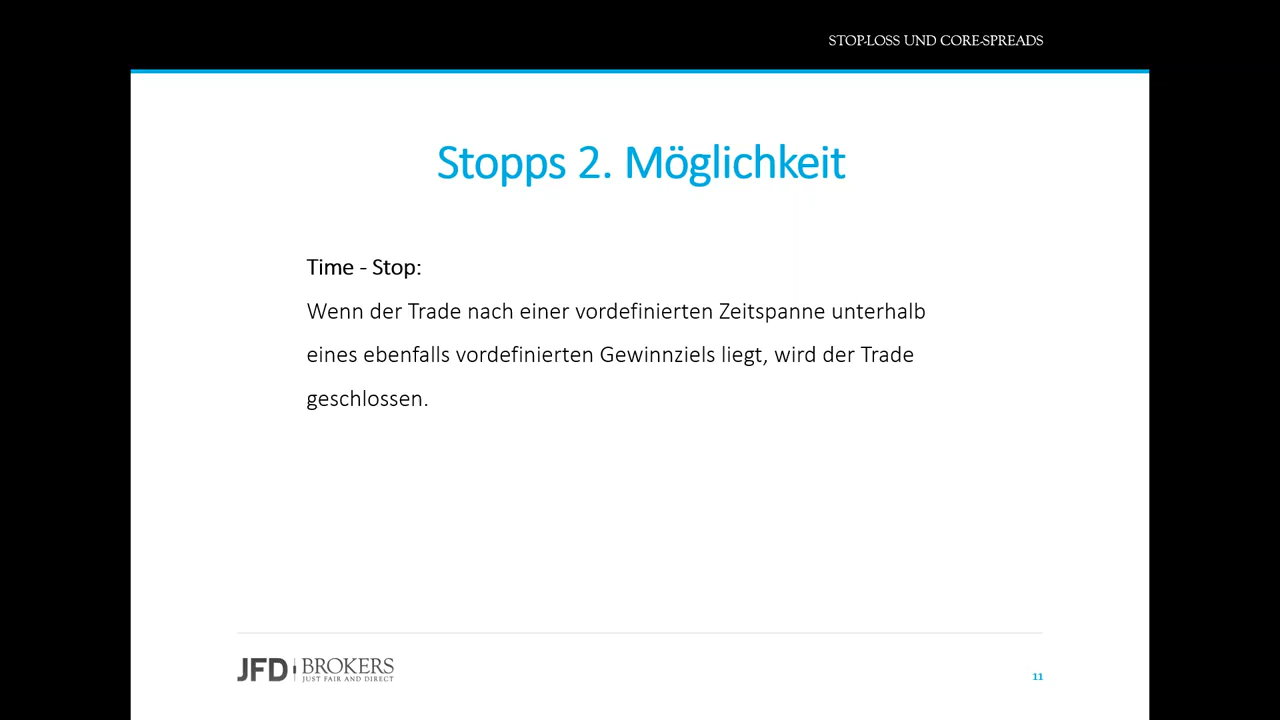 STOP-LOSS UND CORE-SPREADS
Stopps 2. Möglichkeit
Time - Stop:
Wenn der Trade nach einer vordefinierten Zeitspanne unterhalb
eines ebenfalls vordefinierten Gewinnziels liegt, wird der Trade
geschlossen.
JFD BROKERS
JUST FAIR AND DIRECT
11